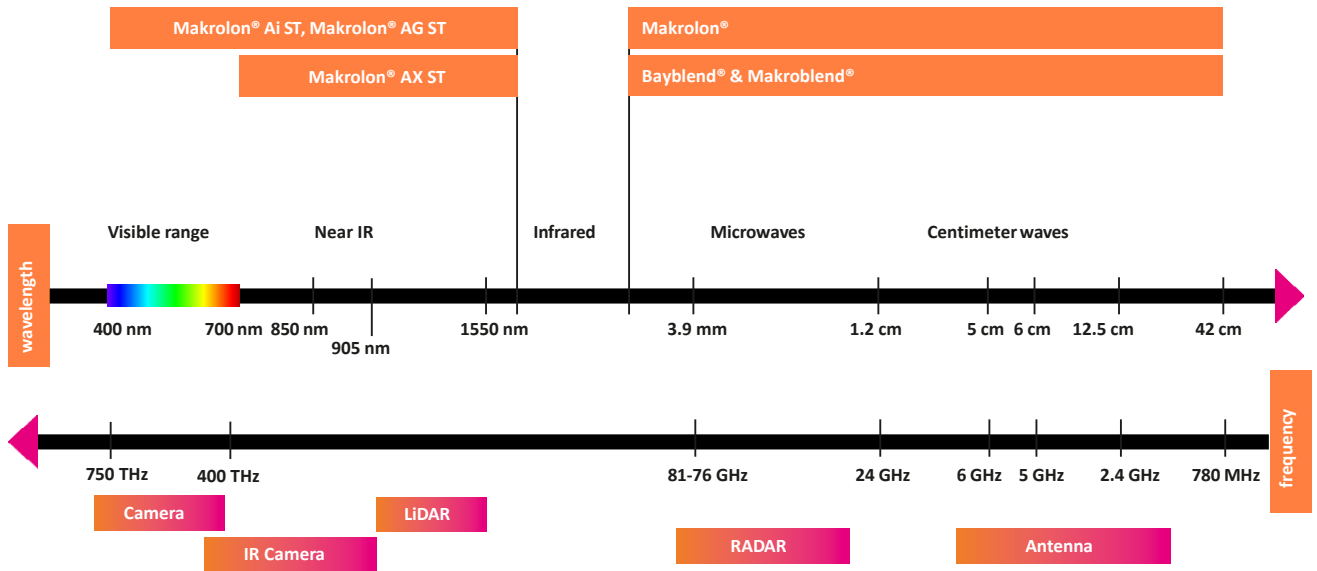 Makrolon® Ai ST, Makrolon® AG ST
Makrolon®
Makrolon® AX ST
Bayblend® & Makroblend®
wavelength
Visible range
Near IR
Infrared
Microwaves
Centimeter waves
400 nm
700 nm
850 nm
905 nm
1550 nm
3.9 mm
1.2 cm
5 cm
6 cm
12.5 cm
42 cm
frequency
750 THz
400 THz
81-76 GHz
24 GHz
6 GHz
5 GHz
2.4 GHz
780 MHz
Camera
LiDAR
IR Camera
RADAR
Antenna